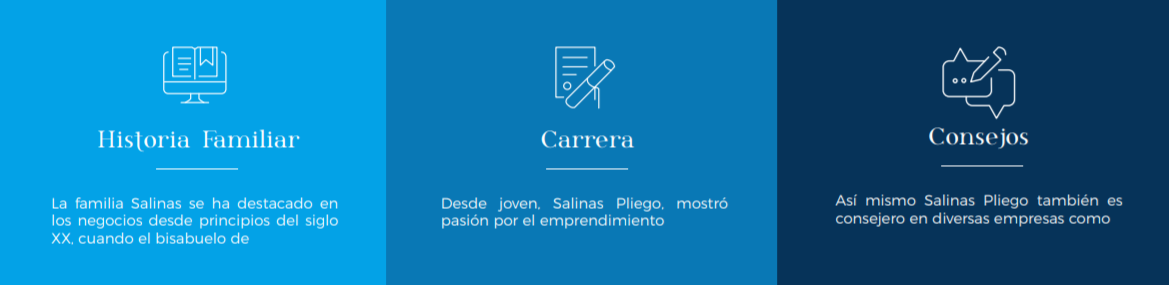 Historia Familiar
La familia Salinas se ha destacado en
los negocios desde principios del siglo
XX, cuando el bisabuelo de
Carrera
Desde joven, Salinas Pliego, mostró
pasión por el emprendimiento
Consejos
Así mismo Salinas Pliego también es
consejero en diversas empresas como